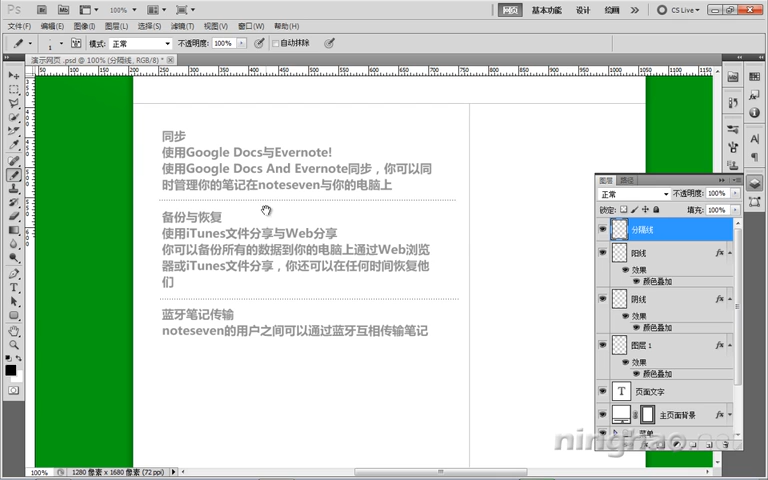 Ps Br Mb 100% 网页 基本功能 设计 绘画 CS Live
文件(F) 编辑(E) 图像(I) 图层(L) 选择(S) 滤镜(T) 视图(V) 窗口(W) 帮助(H)
1 模式: 正常 不透明度: 100% 自动抹除
演示网页.psd @ 100% (分隔线, RGB/8) *
同步
使用Google Docs与Evernote!
使用Google Docs And Evernote同步，你可以同
时管理你的笔记在noteseven与你的电脑上
备份与恢复
使用iTunes文件分享与Web分享
你可以备份所有的数据到你的电脑上通过Web浏览
器或iTunes文件分享，你还可以在任何时间恢复他
们
蓝牙笔记传输
noteseven的用户之间可以通过蓝牙互相传输笔记
图层 路径
正常 不透明度: 100%
锁定: 填充: 100%
分隔线
阳线 fx
效果
颜色叠加
阴线 fx
效果
颜色叠加
图层 1 fx
效果
颜色叠加
T 页面文字
主页面背景 fx
菜单
ninghao.net
100% 1280 像素 x 1680 像素 (72 ppi)